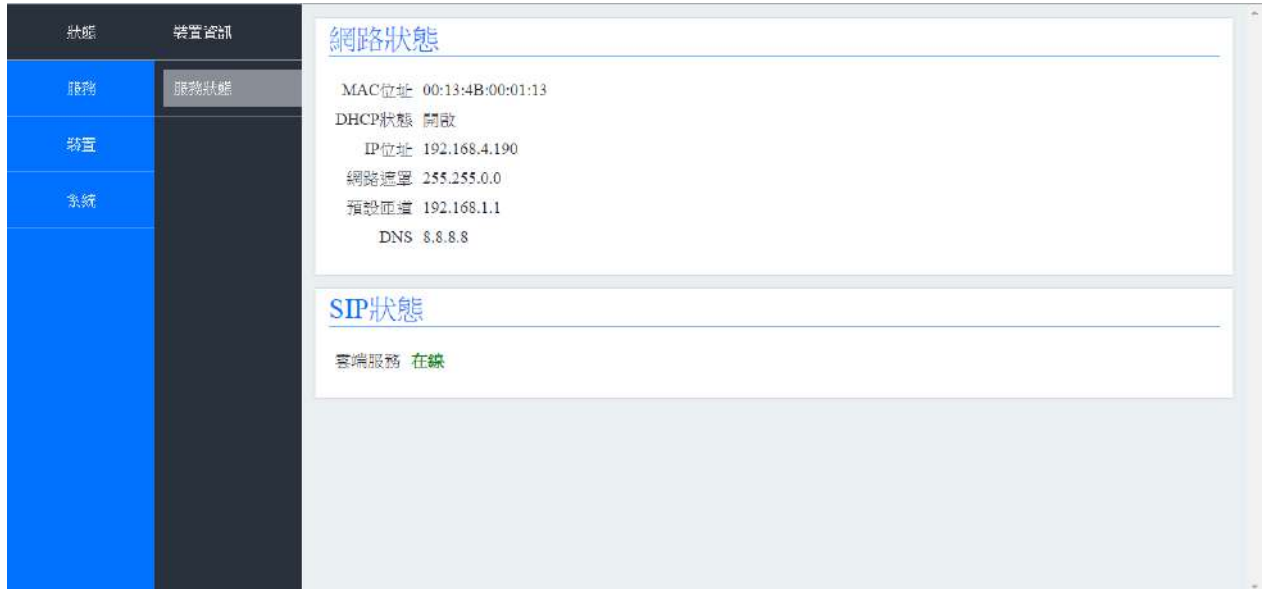 狀態
服務
裝置
系統
裝置資訊
服務狀態
網路狀態
MAC位址 00:13:4B:00:01:13
DHCP狀態 開啟
IP位址 192.168.4.190
網路遮罩 255.255.0.0
預設匝道 192.168.1.1
DNS 8.8.8.8
SIP狀態
雲端服務 在線